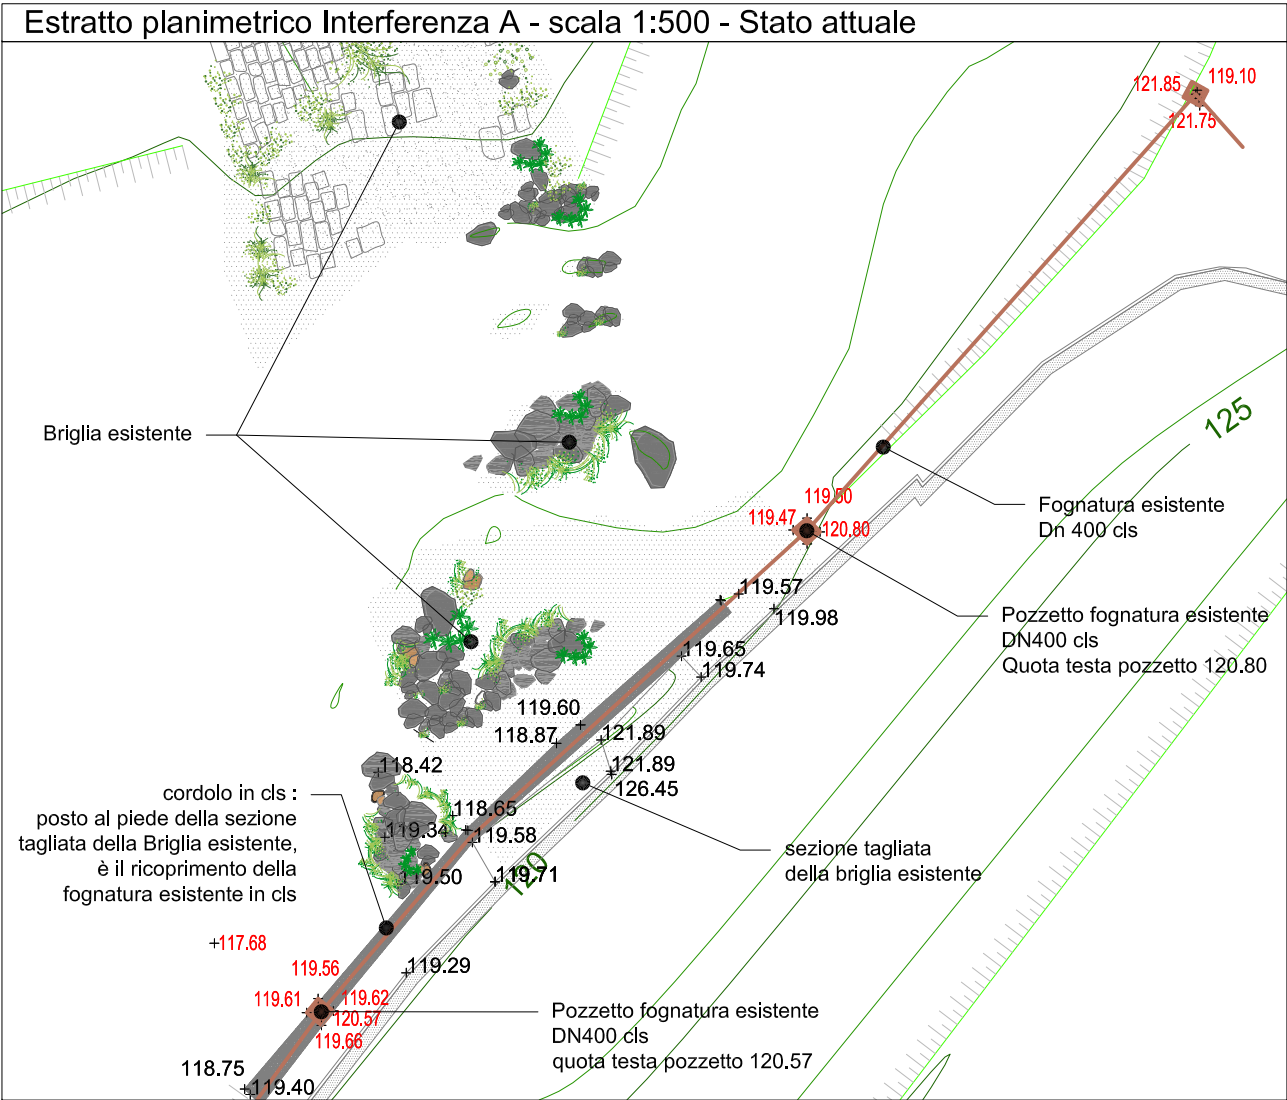 Estratto planimetrico Interferenza A - scala 1:500 - Stato attuale
121.85
119.10
121.75
125
Briglia esistente
119.50
119.47
120.80
Fognatura esistente
Dn 400 cls
119.57
119.98
Pozzetto fognatura esistente
DN400 cls
Quota testa pozzetto 120.80
119.65
119.74
119.60
118.87
121.89
121.89
126.45
118.42
cordolo in cls :
posto al piede della sezione
tagliata della Briglia esistente,
è il ricoprimento della
fognatura esistente in cls
118.65
119.34
119.58
119.50
119.71
120
sezione tagliata
della briglia esistente
117.68
119.56
119.29
119.61
119.62
120.57
119.66
Pozzetto fognatura esistente
DN400 cls
quota testa pozzetto 120.57
118.75
119.40